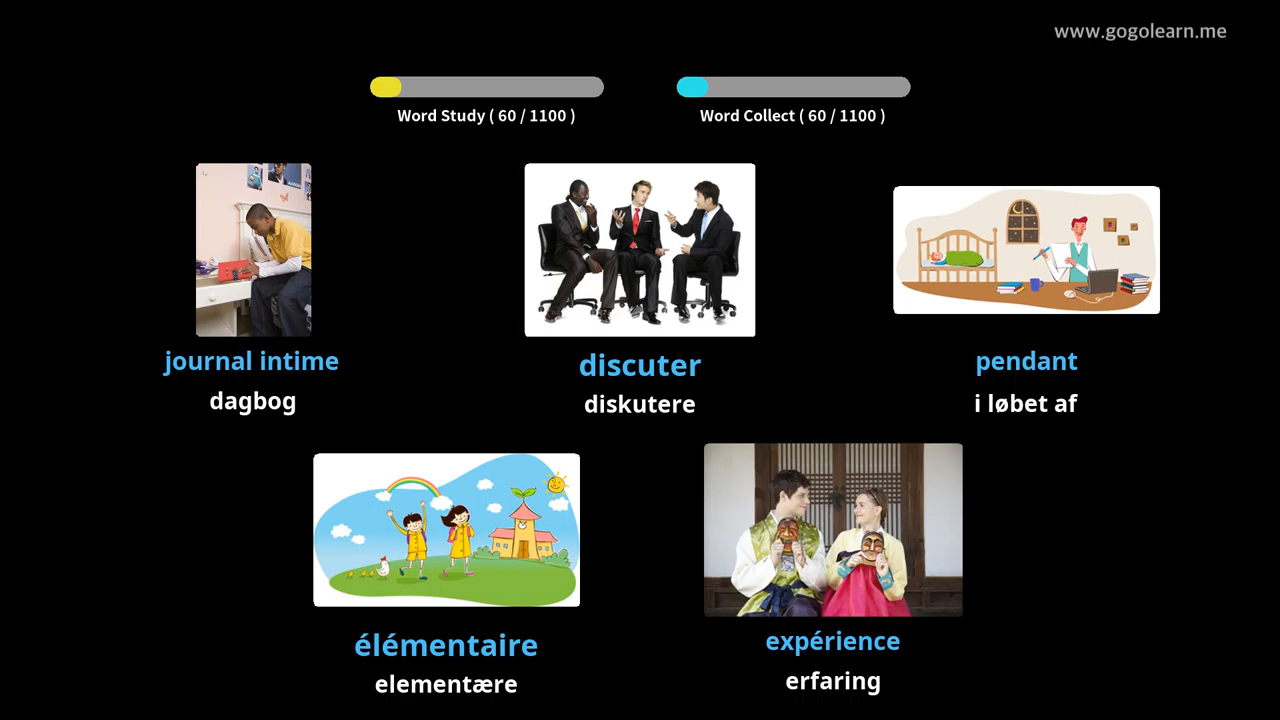 www.gogolearn.me
Word Study ( 60 / 1100 )
Word Collect ( 60 / 1100 )
journal intime
dagbog
discuter
diskutere
pendant
i løbet af
élémentaire
elementære
expérience
erfaring